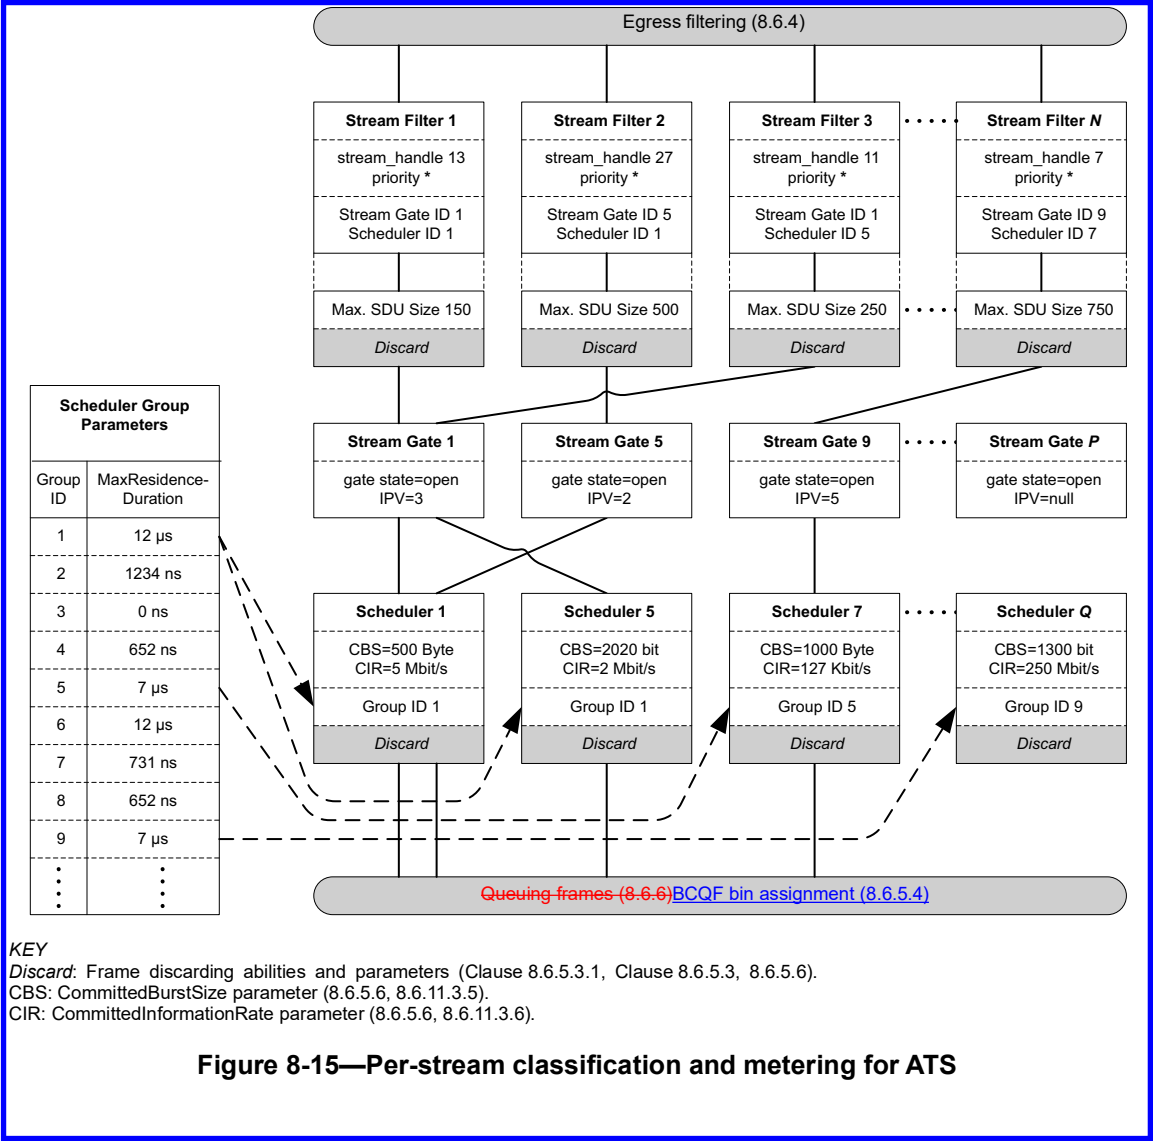 Egress filtering (8.6.4)
Stream Filter 1
stream_handle 13
priority *
Stream Gate ID 1
Scheduler ID 1
Max. SDU Size 150
Discard
Stream Filter 2
stream_handle 27
priority *
Stream Gate ID 5
Scheduler ID 1
Max. SDU Size 500
Discard
Stream Filter 3
stream_handle 11
priority *
Stream Gate ID 1
Scheduler ID 5
Max. SDU Size 250
Discard
Stream Filter N
stream_handle 7
priority *
Stream Gate ID 9
Scheduler ID 7
Max. SDU Size 750
Discard
Scheduler Group
Parameters
Group
ID
MaxResidence-
Duration
1 12 µs
2 1234 ns
3 0 ns
4 652 ns
5 7 µs
6 12 µs
7 731 ns
8 652 ns
9 7 µs
Stream Gate 1
gate state=open
IPV=3
Stream Gate 5
gate state=open
IPV=2
Stream Gate 9
gate state=open
IPV=5
Stream Gate P
gate state=open
IPV=null
Scheduler 1
CBS=500 Byte
CIR=5 Mbit/s
Group ID 1
Discard
Scheduler 5
CBS=2020 bit
CIR=2 Mbit/s
Group ID 1
Discard
Scheduler 7
CBS=1000 Byte
CIR=127 Kbit/s
Group ID 5
Discard
Scheduler Q
CBS=1300 bit
CIR=250 Mbit/s
Group ID 9
Discard
Queuing frames (8.6.6)BCQF bin assignment (8.6.5.4)
KEY
Discard: Frame discarding abilities and parameters (Clause 8.6.5.3.1, Clause 8.6.5.3, 8.6.5.6).
CBS: CommittedBurstSize parameter (8.6.5.6, 8.6.11.3.5).
CIR: CommittedInformationRate parameter (8.6.5.6, 8.6.11.3.6).
Figure 8-15—Per-stream classification and metering for ATS